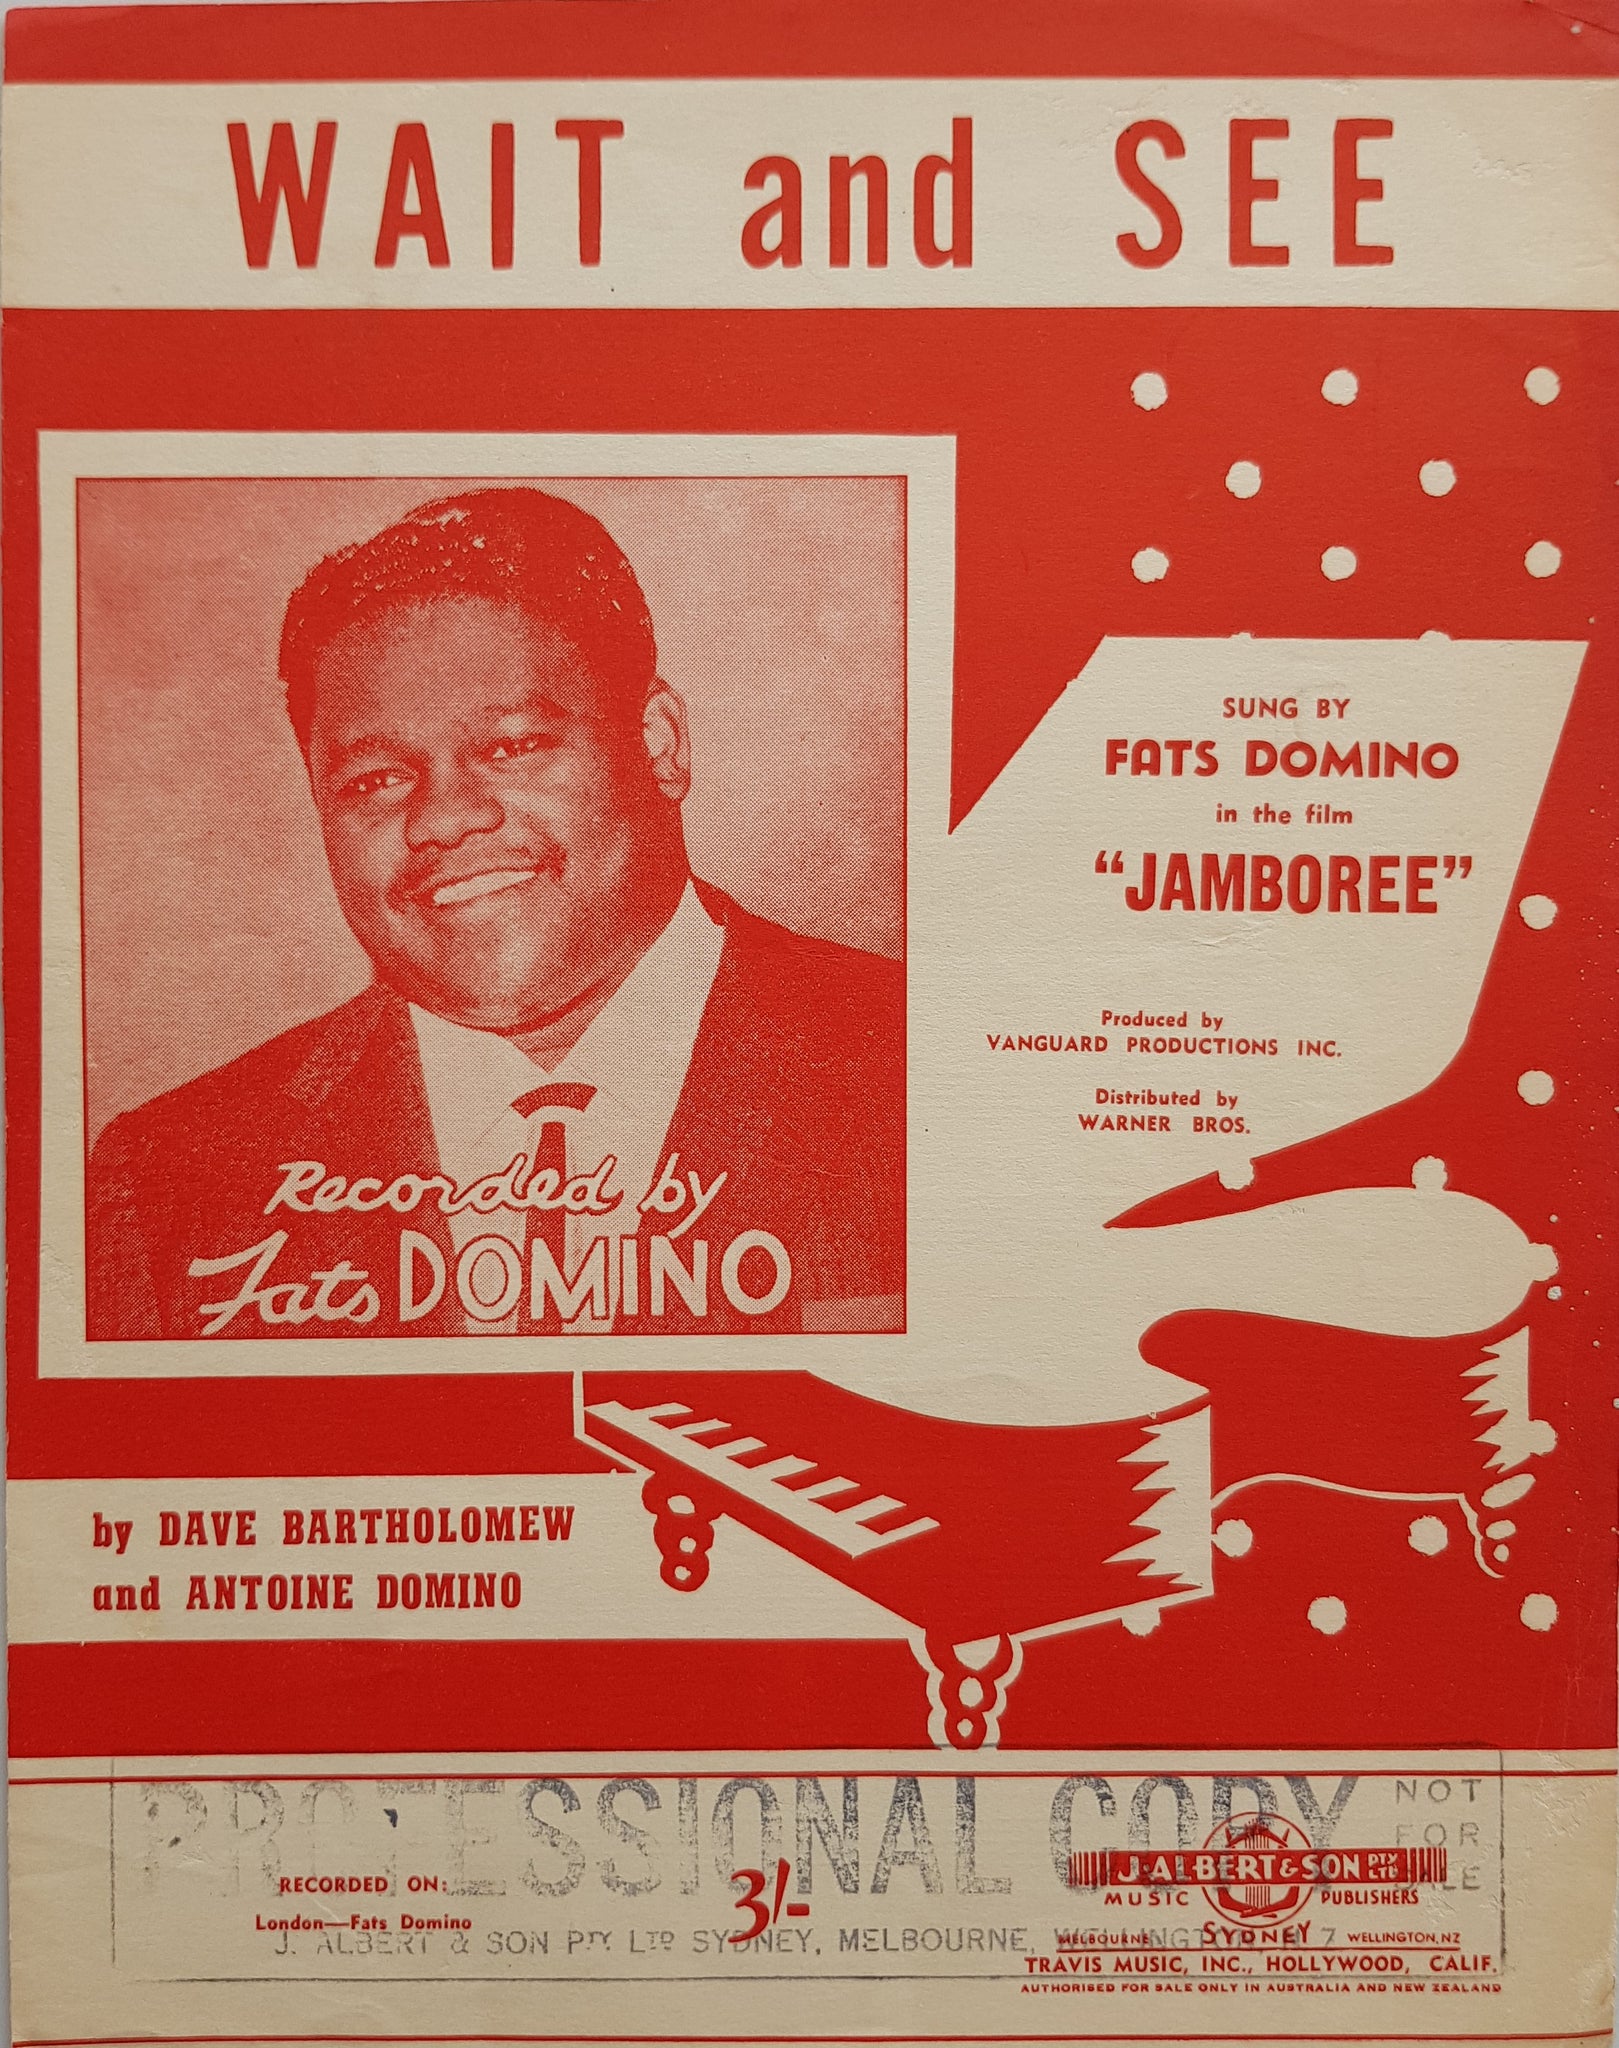 WAIT and SEE
SUNG BY
FATS DOMINO
in the film
“JAMBOREE”
Produced by
VANGUARD PRODUCTIONS INC.
Distributed by
WARNER BROS.
Recorded by
Fats DOMINO
by DAVE BARTHOLOMEW
and ANTOINE DOMINO
PROFESSIONAL COPY
NOT
FOR
SALE
RECORDED ON:
London—Fats Domino
3/-
J. ALBERT & SON PTY LTD
MUSIC PUBLISHERS
MELBOURNE SYDNEY WELLINGTON, NZ
J. ALBERT & SON PTY LTD SYDNEY, MELBOURNE, WELLINGTON
TRAVIS MUSIC, INC., HOLLYWOOD, CALIF.
AUTHORISED FOR SALE ONLY IN AUSTRALIA AND NEW ZEALAND